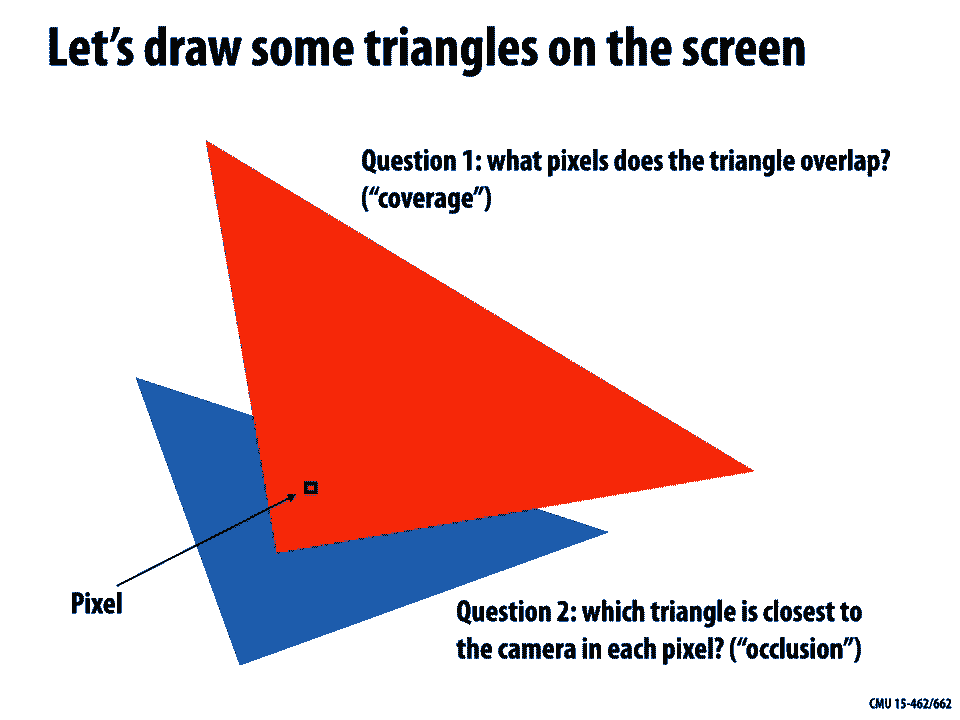 Let's draw some triangles on the screen
Question 1: what pixels does the triangle overlap?
(“coverage”)
Pixel
Question 2: which triangle is closest to
the camera in each pixel? (“occlusion”)
CMU 15-462/662